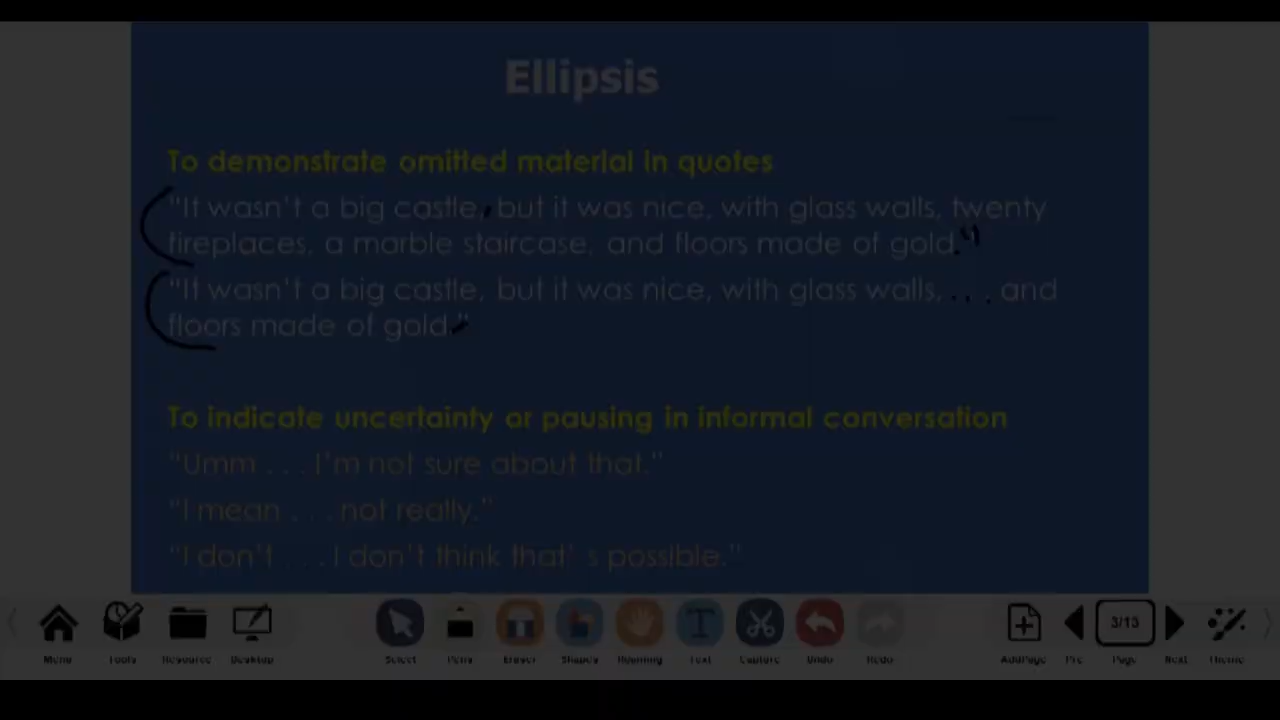 Ellipsis
To demonstrate omitted material in quotes
"It wasn't a big castle, but it was nice, with glass walls, twenty
fireplaces, a marble staircase, and floors made of gold."
"It wasn't a big castle, but it was nice, with glass walls, . . . and
floors made of gold."
To indicate uncertainty or pausing in informal conversation
"Umm . . . I'm not sure about that."
"I mean . . . not really."
"I don't . . . I don't think that' s possible."
3/13
Menu Tools Resource Desktop Select Pens Eraser Shapes Roaming Text Capture Undo Redo AddPage Pre Page Next Theme